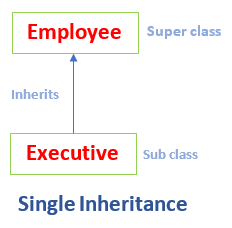 Employee
Super class
Inherits
Executive
Sub class
Single Inheritance